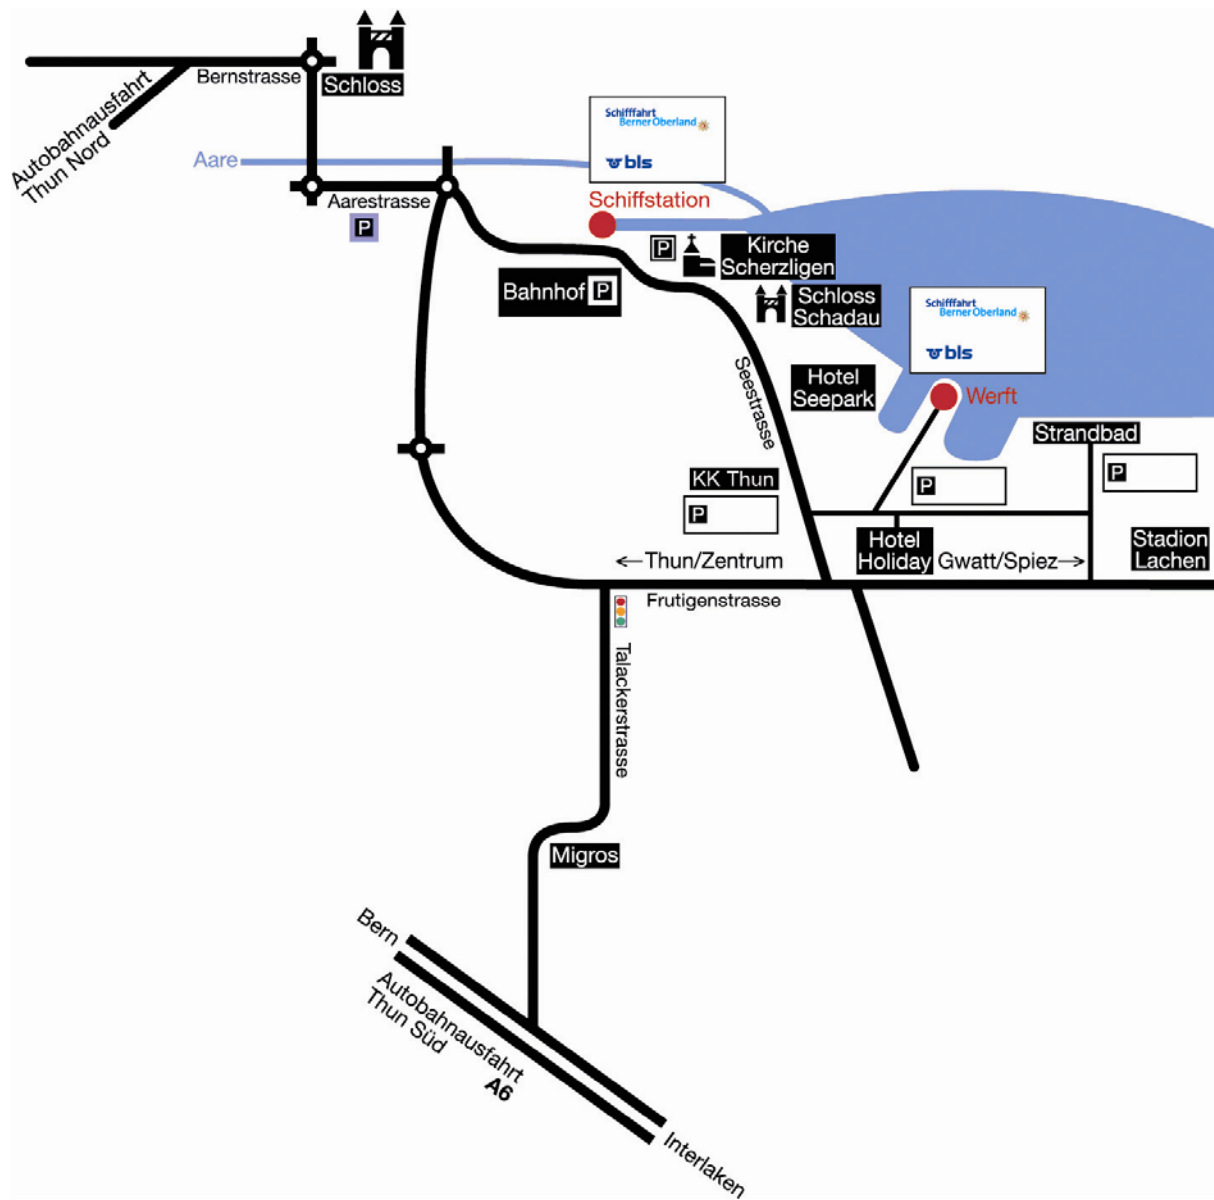 Bernstrasse
Schloss
Autobahnausfahrt
Thun Nord
Schifffahrt
Berner Oberland
bls
Aare
Aarestrasse
P
Schiffstation
P
Kirche
Scherzligen
Bahnhof P
Schloss
Schadau
Schifffahrt
Berner Oberland
bls
Seestrasse
Hotel
Seepark
Werft
Strandbad
P
KK Thun
P
P
Hotel
Holiday
Stadion
Lachen
←Thun/Zentrum
Gwatt/Spiez→
Frutigenstrasse
Talackerstrasse
Migros
Bern
Autobahnausfahrt
Thun Süd
A6
Interlaken